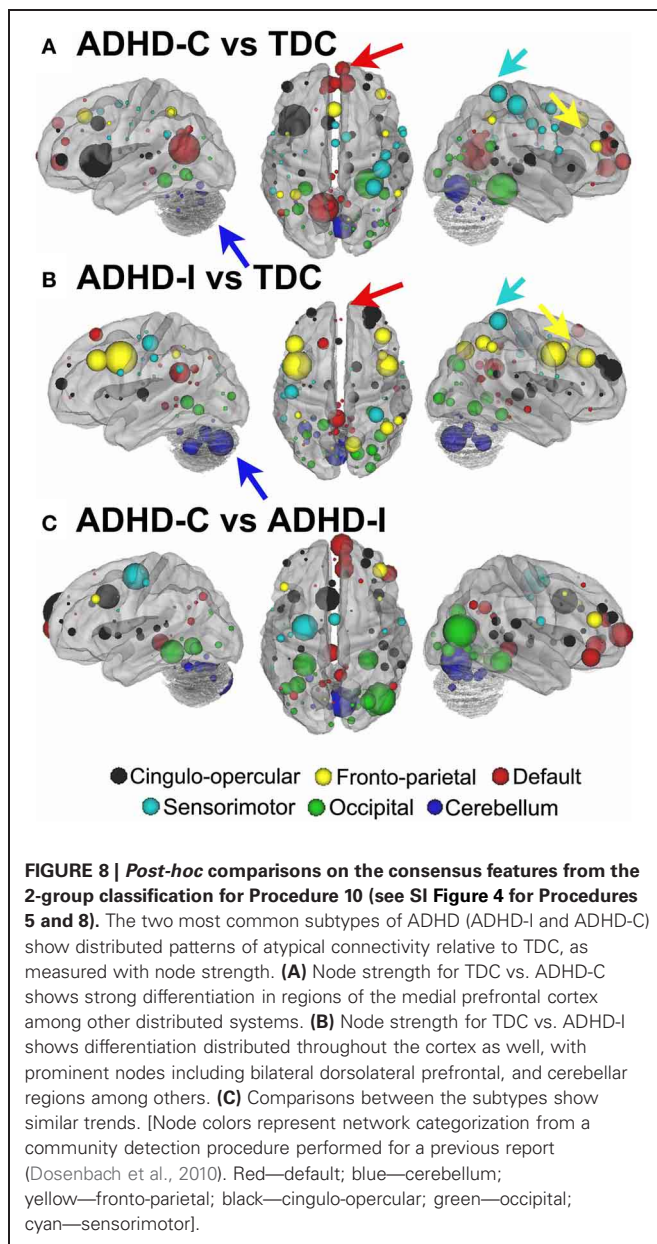 A ADHD-C vs TDC
B ADHD-I vs TDC
C ADHD-C vs ADHD-I
Cingulo-opercular Fronto-parietal Default
Sensorimotor Occipital Cerebellum
FIGURE 8 | Post-hoc comparisons on the consensus features from the
2-group classification for Procedure 10 (see SI Figure 4 for Procedures
5 and 8). The two most common subtypes of ADHD (ADHD-I and ADHD-C)
show distributed patterns of atypical connectivity relative to TDC, as
measured with node strength. (A) Node strength for TDC vs. ADHD-C
shows strong differentiation in regions of the medial prefrontal cortex
among other distributed systems. (B) Node strength for TDC vs. ADHD-I
shows differentiation distributed throughout the cortex as well, with
prominent nodes including bilateral dorsolateral prefrontal, and cerebellar
regions among others. (C) Comparisons between the subtypes show
similar trends. [Node colors represent network categorization from a
community detection procedure performed for a previous report
(Dosenbach et al., 2010). Red—default; blue—cerebellum;
yellow—fronto-parietal; black—cingulo-opercular; green—occipital;
cyan—sensorimotor].